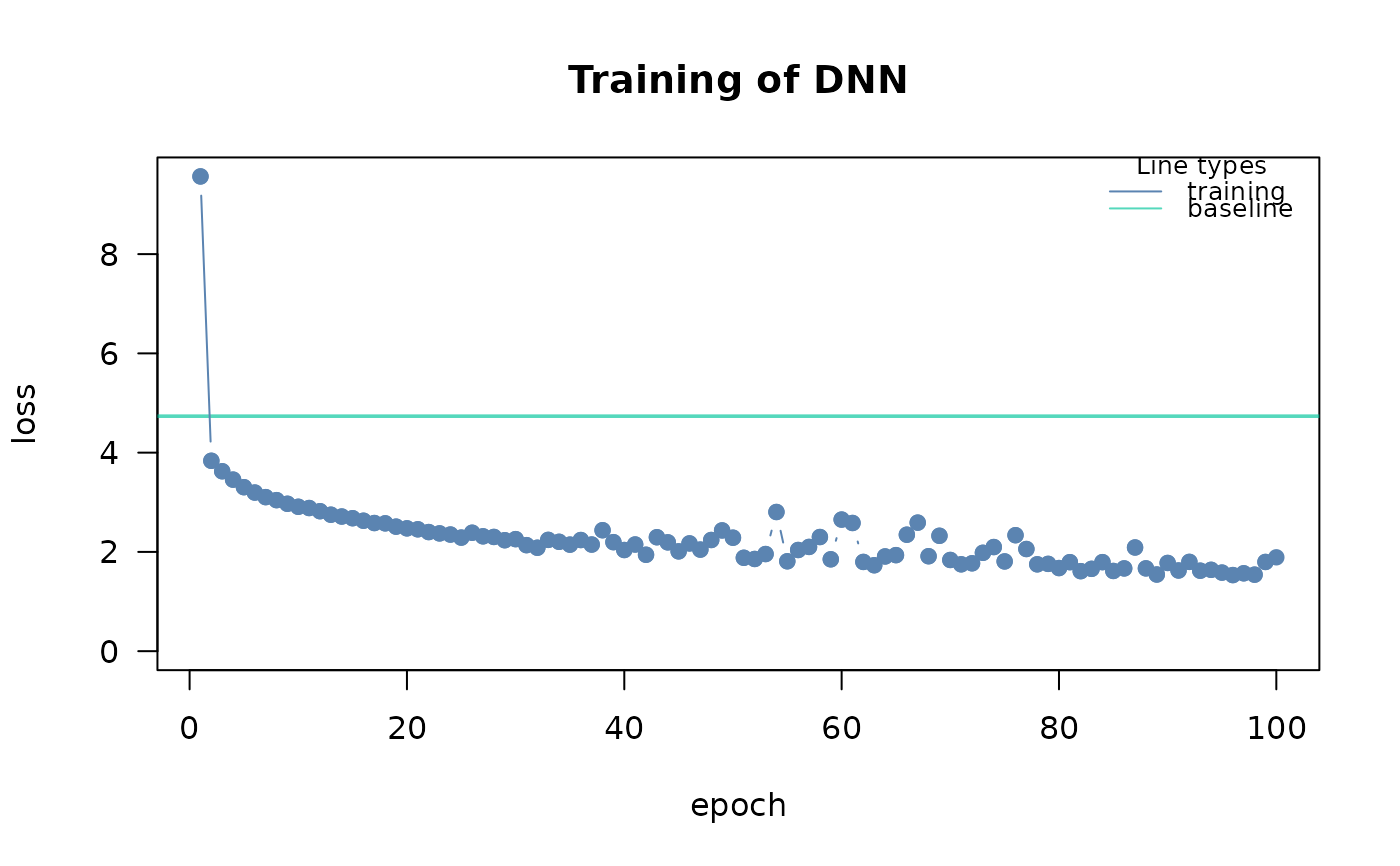 Training of DNN
Line types
training
baseline
loss
8
6
4
2
0
0 20 40 60 80 100
epoch